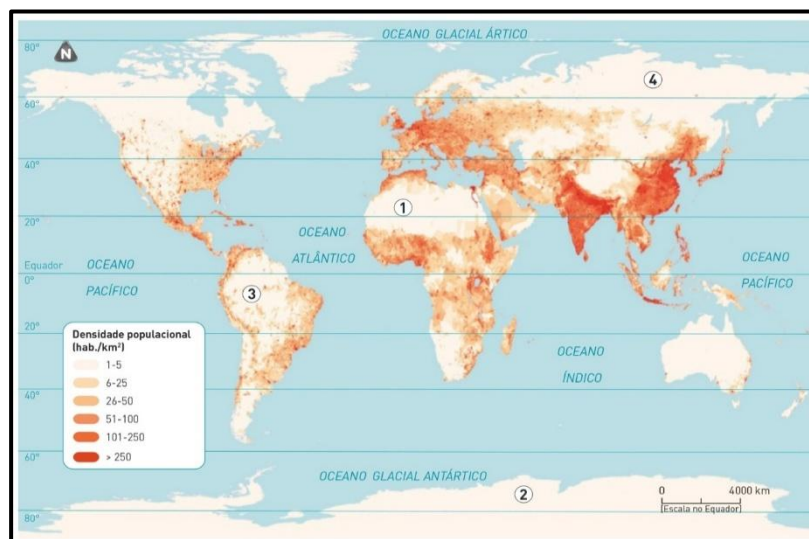 OCEANO GLACIAL ÁRTICO
80°
N
4
60°
40°
1
20°
OCEANO
ATLÂNTICO
OCEANO
PACÍFICO
Equador
0°
OCEANO
PACÍFICO
3
20°
OCEANO
ÍNDICO
Densidade populacional
(hab./km²)
1-5
6-25
26-50
51-100
101-250
> 250
40°
60°
OCEANO GLACIAL ANTÁRTICO
2
0 4000 km
Escala no Equador
80°